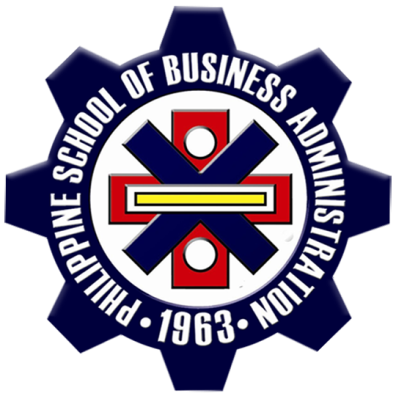 PHILIPPINE SCHOOL OF BUSINESS ADMINISTRATION
1963